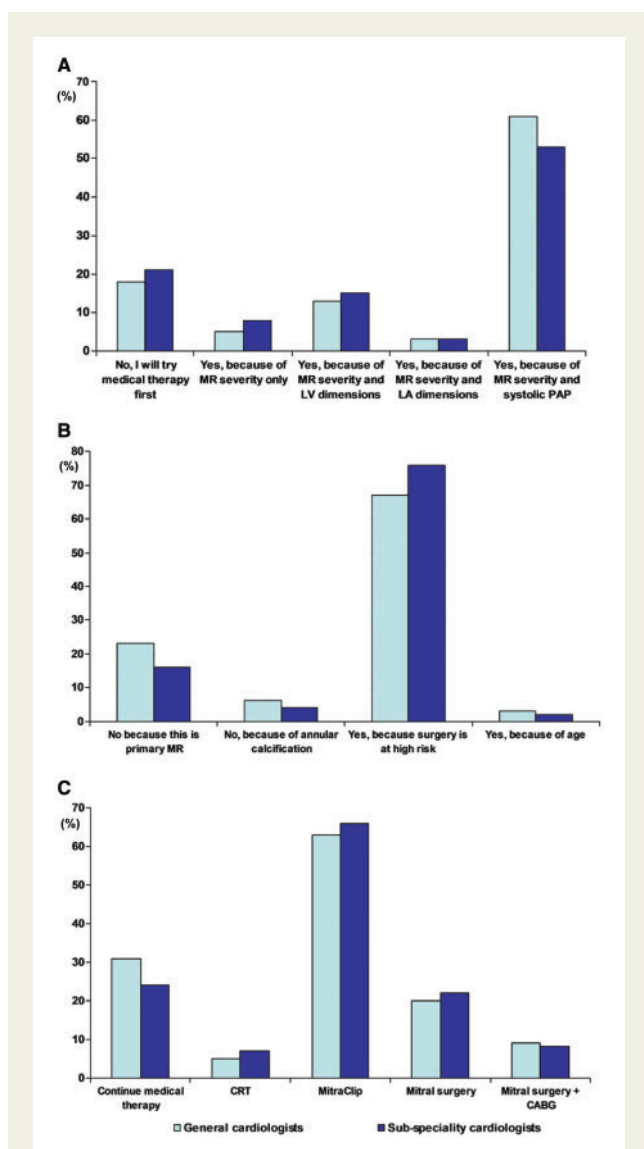 A
(%)
70
60
50
40
30
20
10
0
No, I will try medical therapy first
Yes, because of MR severity only
Yes, because of MR severity and LV dimensions
Yes, because of MR severity and LA dimensions
Yes, because of MR severity and systolic PAP
B
(%)
80
70
60
50
40
30
20
10
0
No because this is primary MR
No, because of annular calcification
Yes, because surgery is at high risk
Yes, because of age
C
(%)
70
60
50
40
30
20
10
0
Continue medical therapy
CRT
MitraClip
Mitral surgery
Mitral surgery + CABG
General cardiologists
Sub-speciality cardiologists